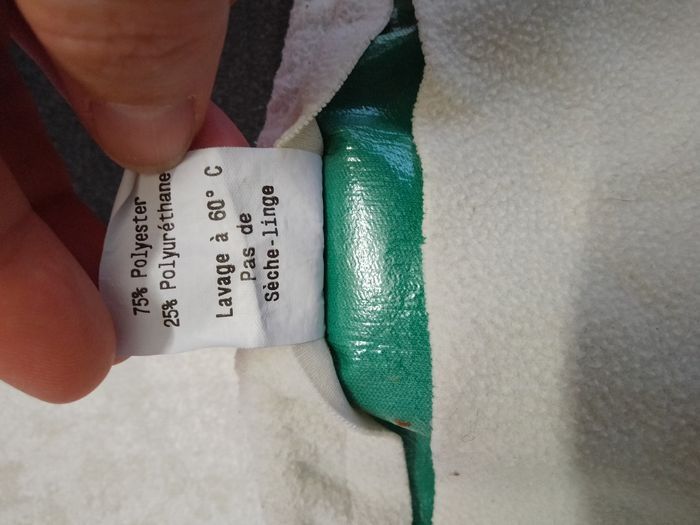 75% Polyester
25% Polyuréthane
Lavage à 60° C
Pas de
Sèche-linge